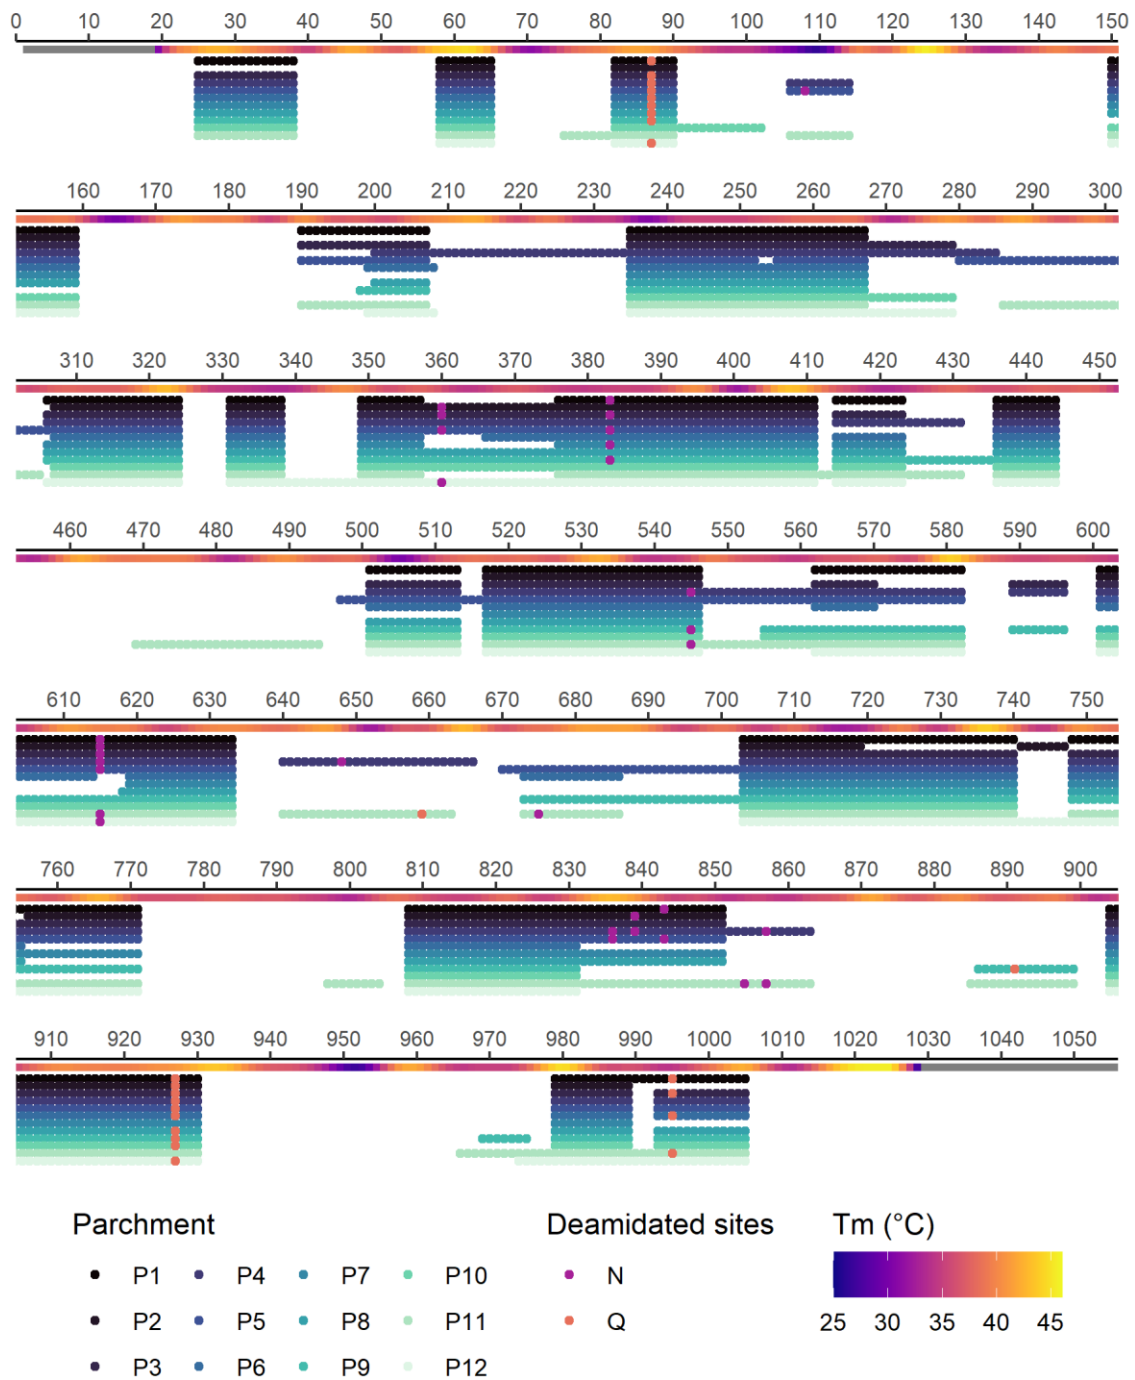 0 10 20 30 40 50 60 70 80 90 100 110 120 130 140 150
160 170 180 190 200 210 220 230 240 250 260 270 280 290 300
310 320 330 340 350 360 370 380 390 400 410 420 430 440 450
460 470 480 490 500 510 520 530 540 550 560 570 580 590 600
610 620 630 640 650 660 670 680 690 700 710 720 730 740 750
760 770 780 790 800 810 820 830 840 850 860 870 880 890 900
910 920 930 940 950 960 970 980 990 1000 1010 1020 1030 1040 1050
Parchment Deamidated sites Tm (°C)
P1 P4 P7 P10 N
P2 P5 P8 P11 Q 25 30 35 40 45
P3 P6 P9 P12